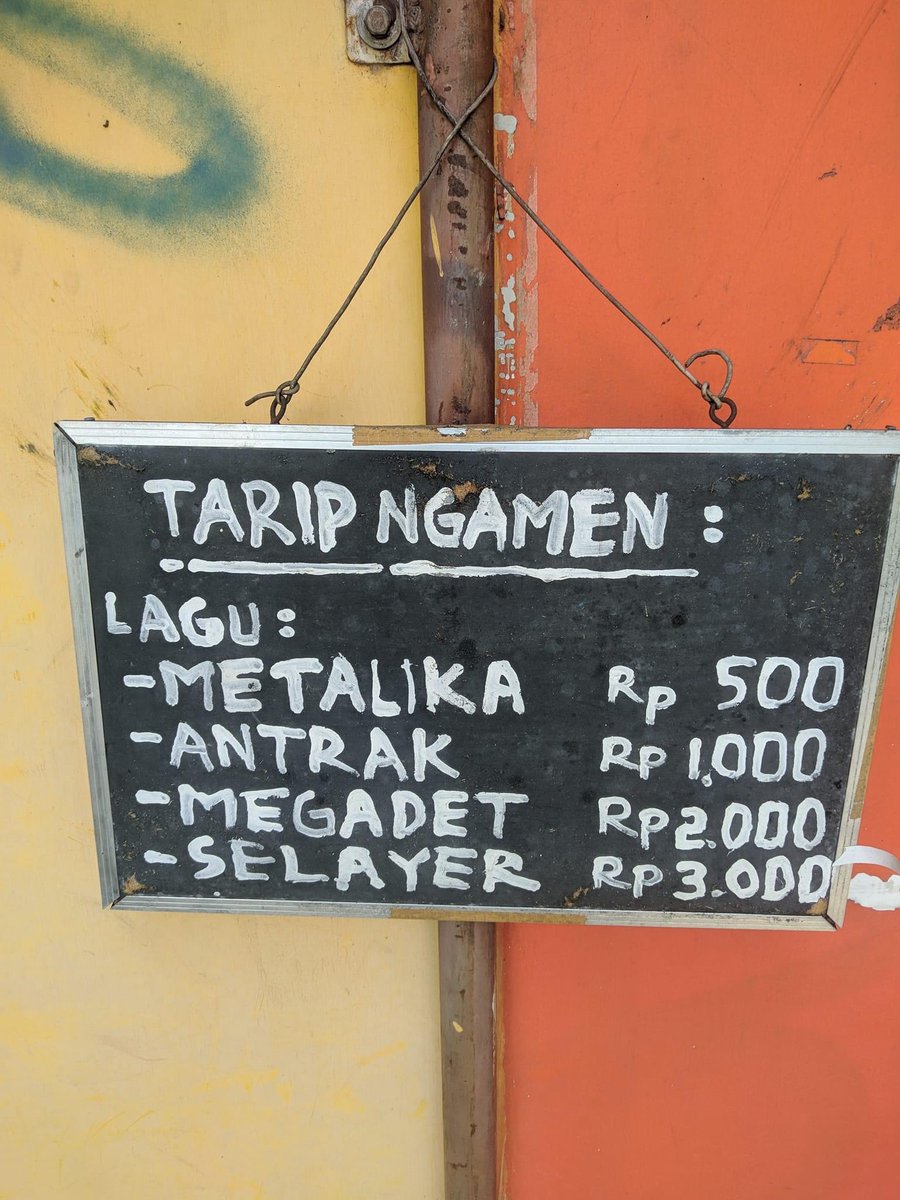 TARIP NGAMEN :
LAGU :
- METALIKA Rp 500
- ANTRAK Rp 1.000
- MEGADET Rp 2.000
- SELAYER Rp 3.000